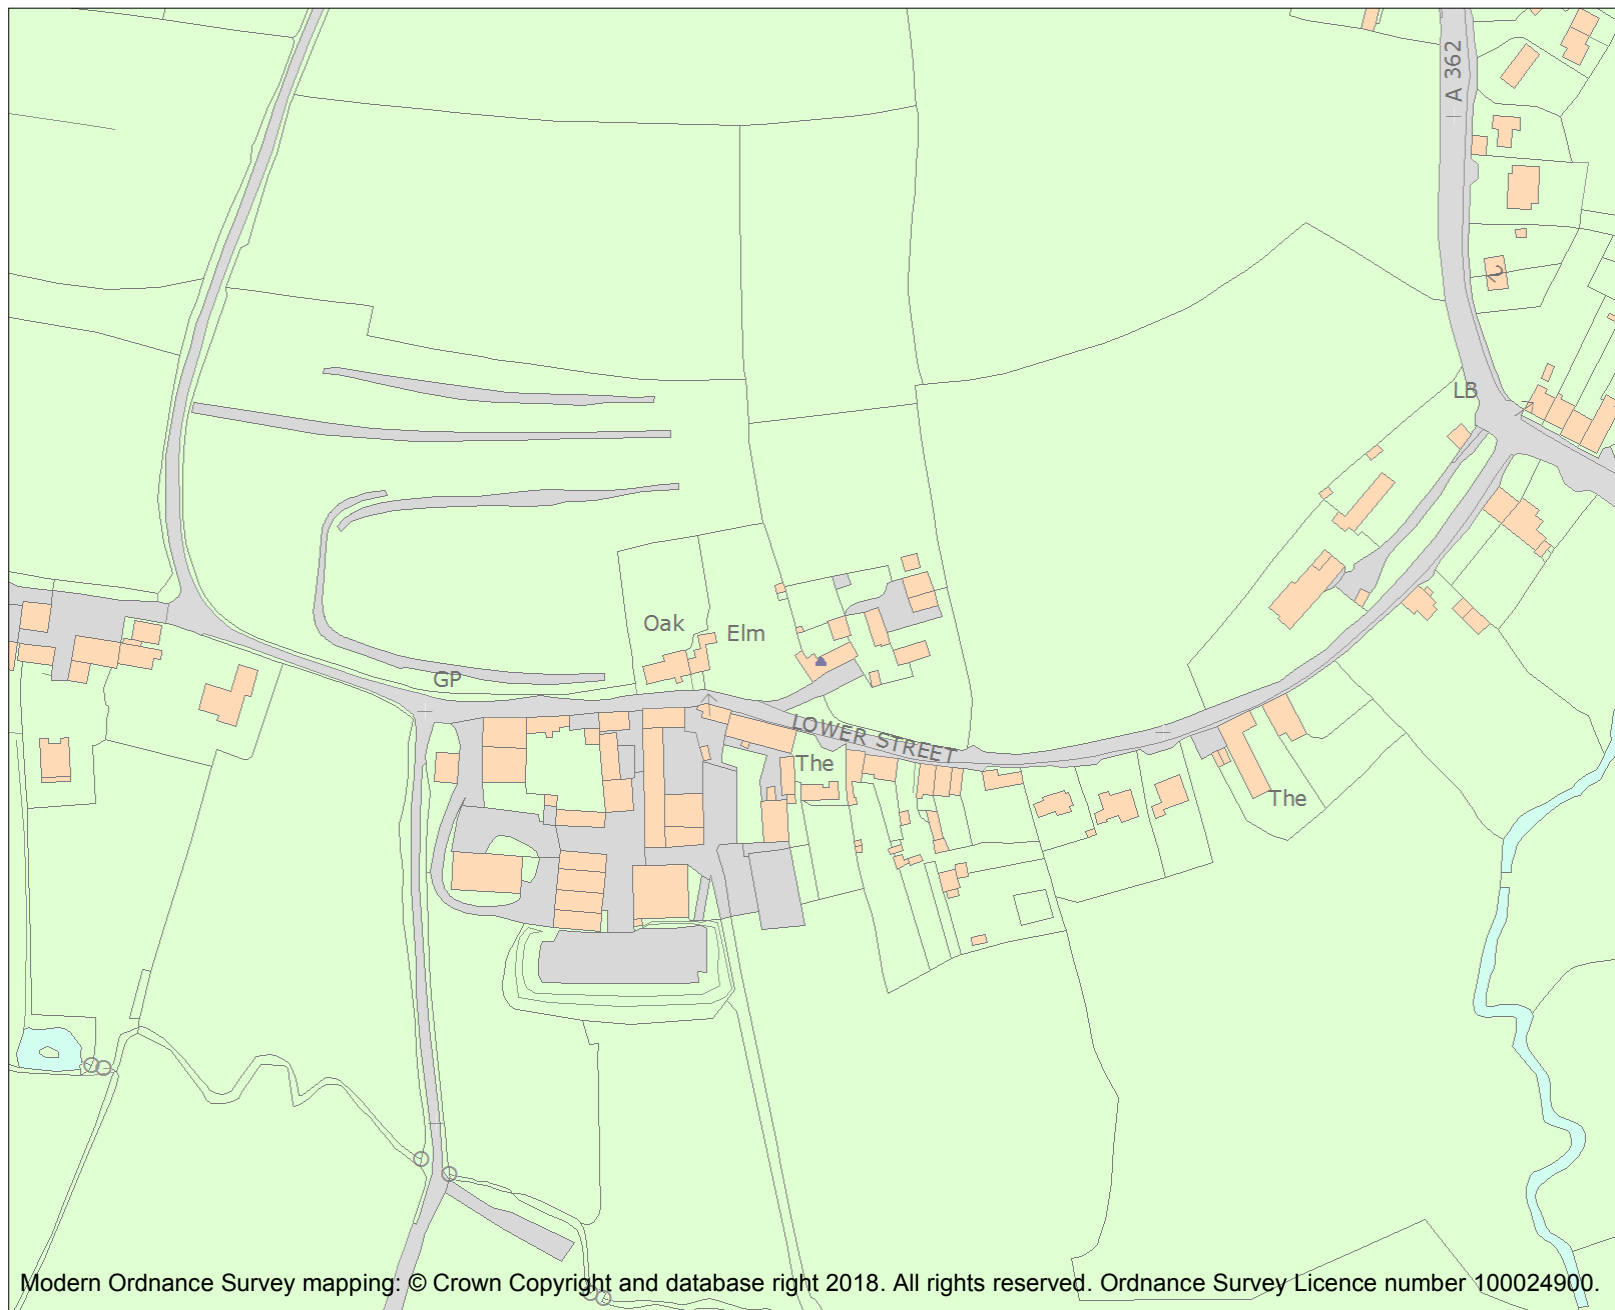 A 362
2
LB
Oak
Elm
GP
LOWER STREET
The
The
Modern Ordnance Survey mapping: © Crown Copyright and database right 2018. All rights reserved. Ordnance Survey Licence number 100024900.